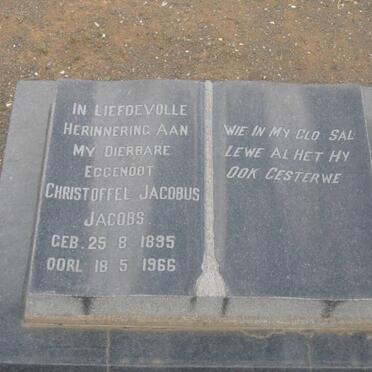 IN LIEFDEVOLLE
HERINNERING AAN
MY DIERBARE
EGGENOOT
CHRISTOFFEL JACOBUS
JACOBS.
GEB. 25 8 1895
OORL 18 5 1966
WIE IN MY GLO SAL
LEWE AL HET HY
OOK GESTERWE